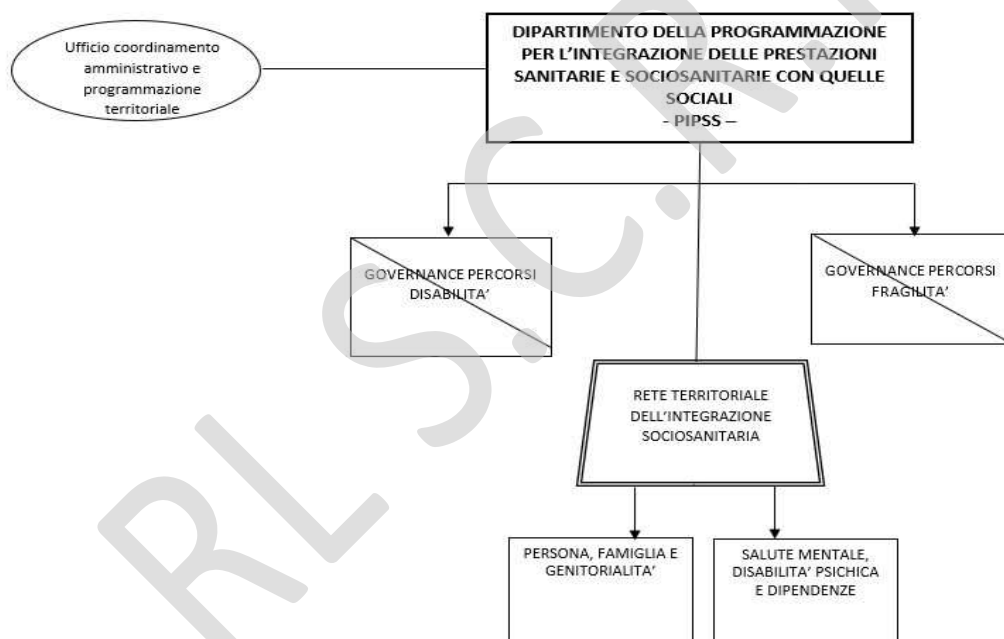 Ufficio coordinamento
amministrativo e
programmazione
territoriale
DIPARTIMENTO DELLA PROGRAMMAZIONE
PER L'INTEGRAZIONE DELLE PRESTAZIONI
SANITARIE E SOCIOSANITARIE CON QUELLE
SOCIALI
- PIPSS –
GOVERNANCE PERCORSI
DISABILITA'
GOVERNANCE PERCORSI
FRAGILITA'
RETE TERRITORIALE
DELL'INTEGRAZIONE
SOCIOSANITARIA
PERSONA, FAMIGLIA E
GENITORIALITA'
SALUTE MENTALE,
DISABILITA' PSICHICA
E DIPENDENZE
RL S.C.R.